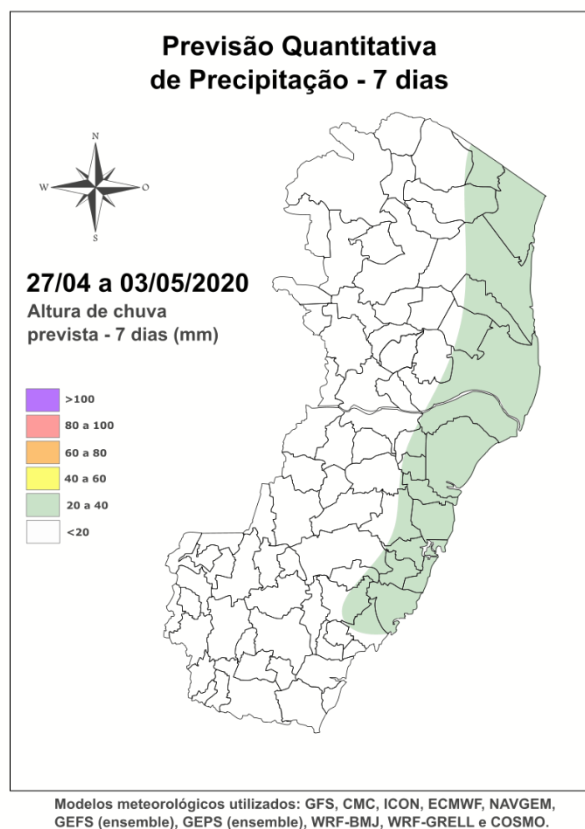 Previsão Quantitativa
de Precipitação - 7 dias
N
W
O
S
27/04 a 03/05/2020
Altura de chuva
prevista - 7 dias (mm)
>100
80 a 100
60 a 80
40 a 60
20 a 40
<20
Modelos meteorológicos utilizados: GFS, CMC, ICON, ECMWF, NAVGEM,
GEFS (ensemble), GEPS (ensemble), WRF-BMJ, WRF-GRELL e COSMO.